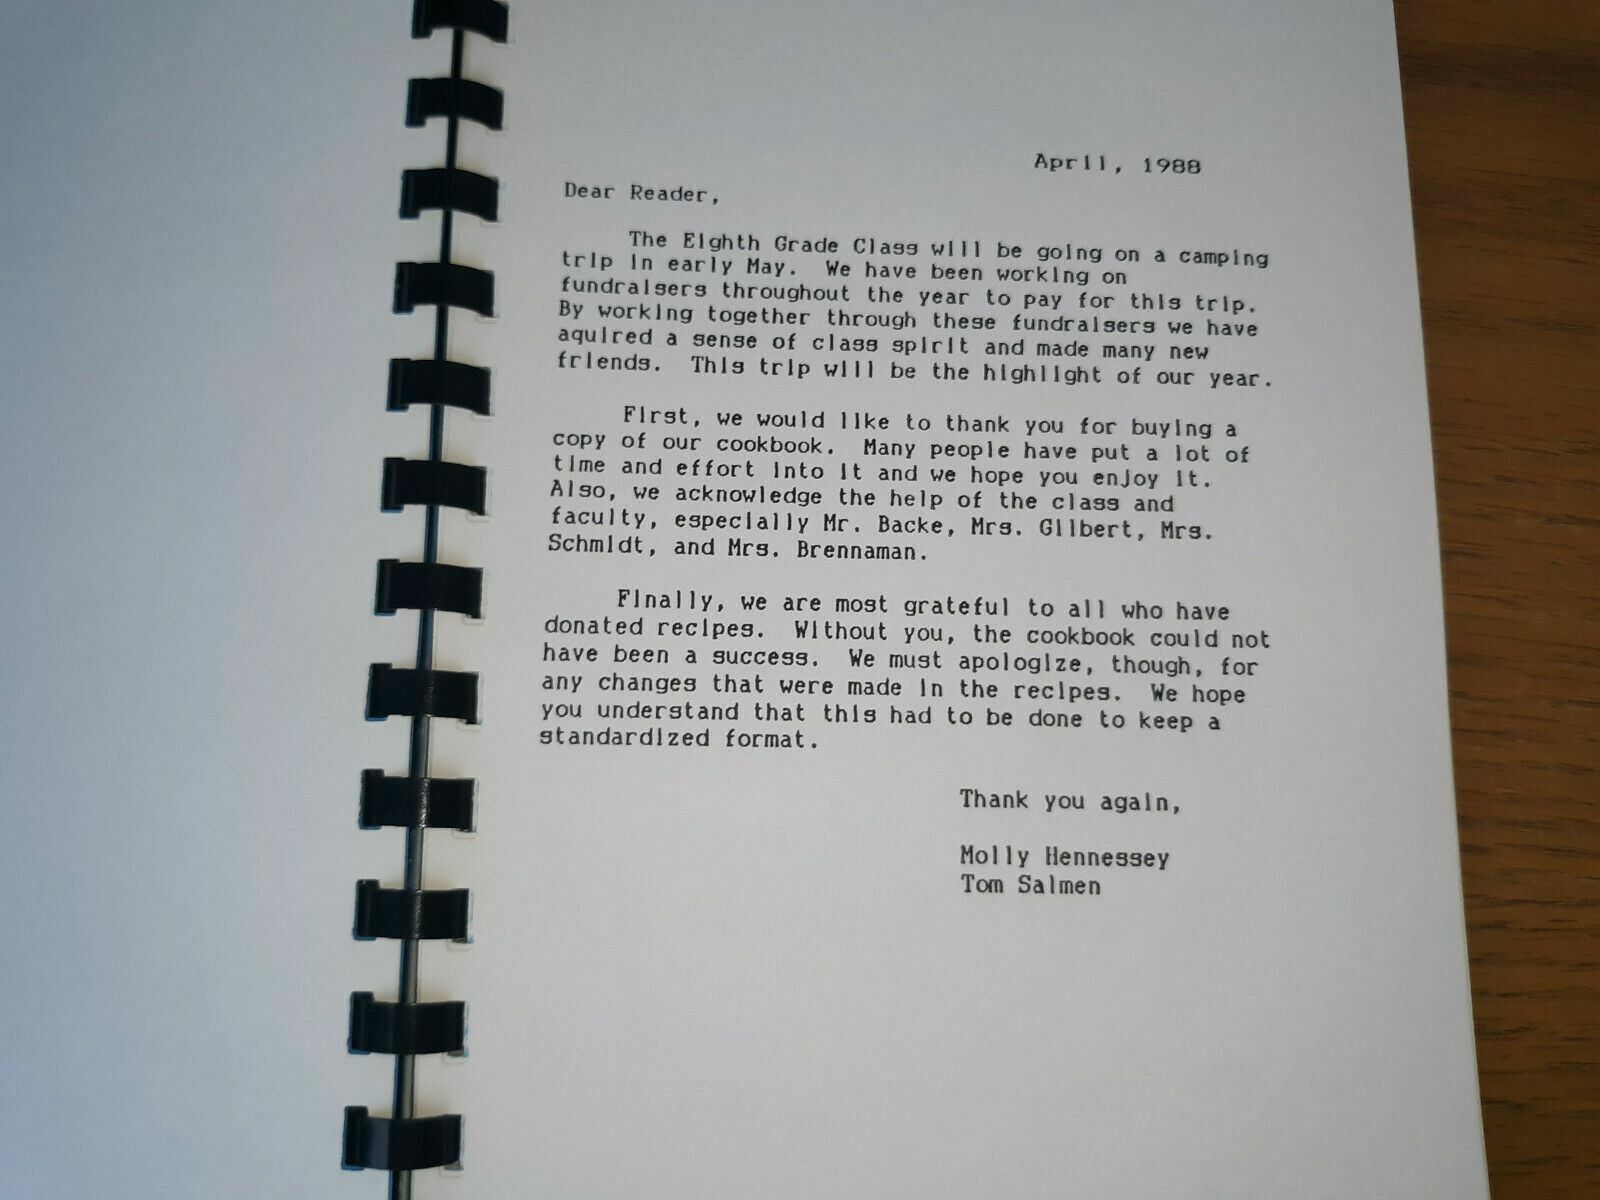 April, 1988
Dear Reader,
The Eighth Grade Class will be going on a camping
trip in early May. We have been working on
fundraisers throughout the year to pay for this trip.
By working together through these fundraisers we have
aquired a sense of class spirit and made many new
friends. This trip will be the highlight of our year.
First, we would like to thank you for buying a
copy of our cookbook. Many people have put a lot of
time and effort into it and we hope you enjoy it.
Also, we acknowledge the help of the class and
faculty, especially Mr. Backe, Mrs. Gilbert, Mrs.
Schmidt, and Mrs. Brennaman.
Finally, we are most grateful to all who have
donated recipes. Without you, the cookbook could not
have been a success. We must apologize, though, for
any changes that were made in the recipes. We hope
you understand that this had to be done to keep a
standardized format.
Thank you again,
Molly Hennessey
Tom Salmen